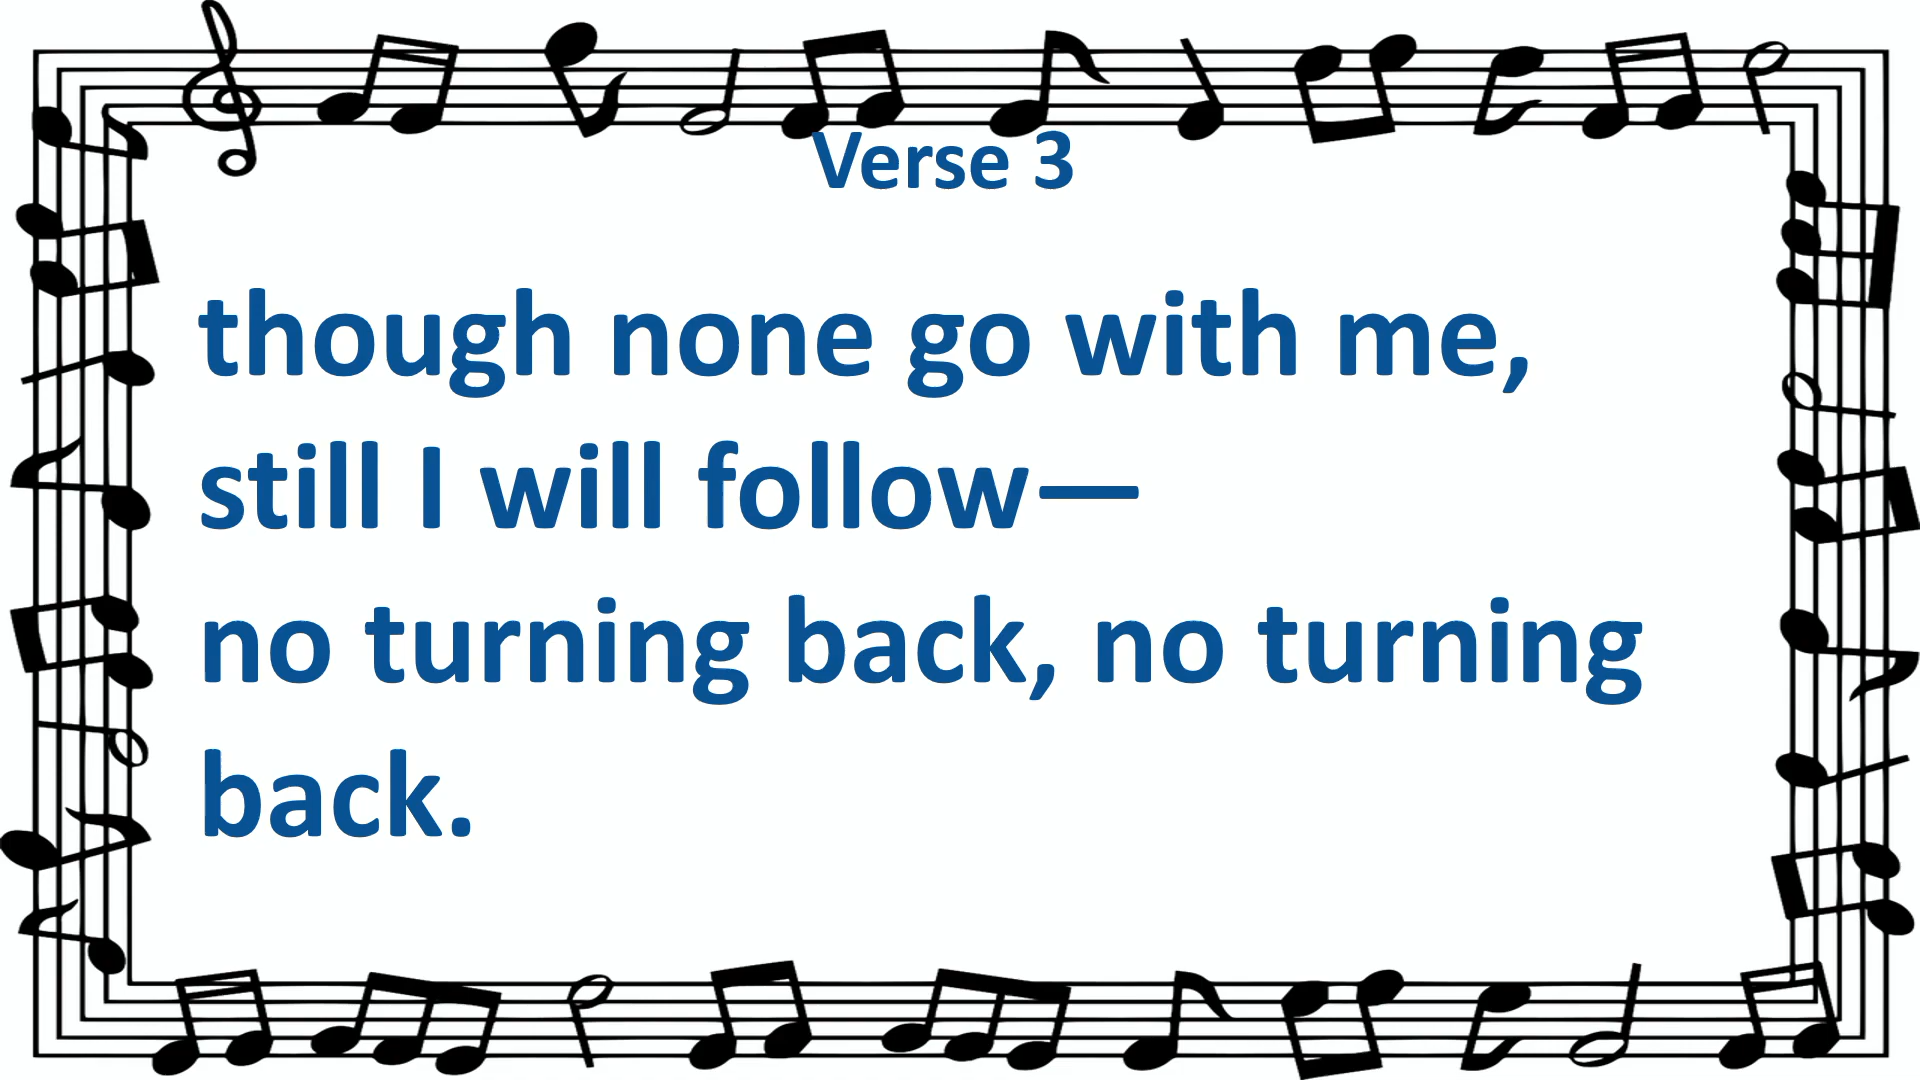 Verse 3
though none go with me,
still I will follow—
no turning back, no turning
back.